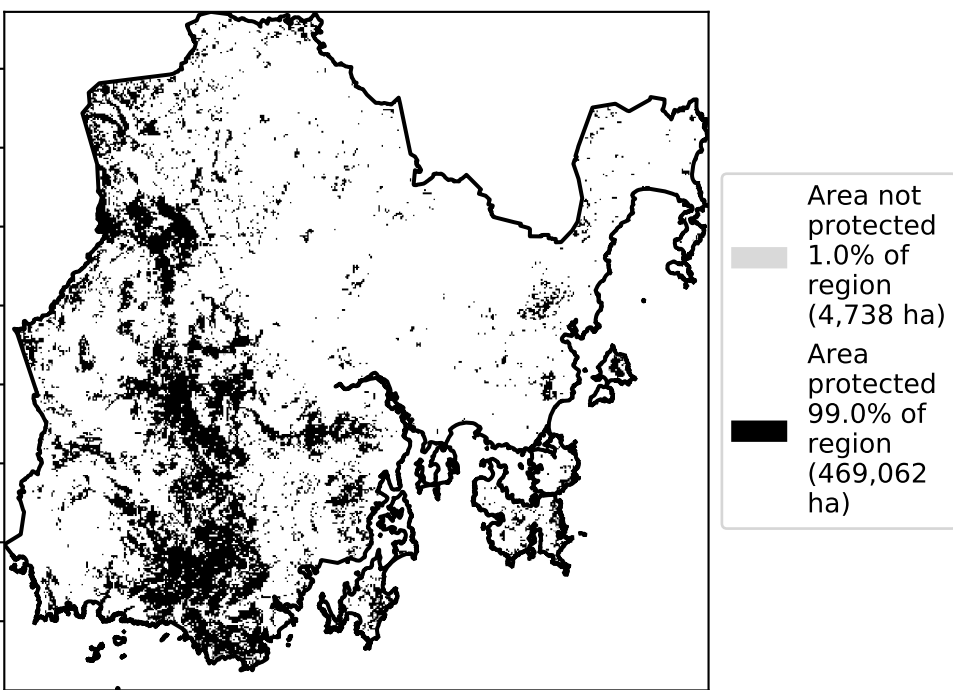 Area not
protected
1.0% of
region
(4,738 ha)
Area
protected
99.0% of
region
(469,062
ha)